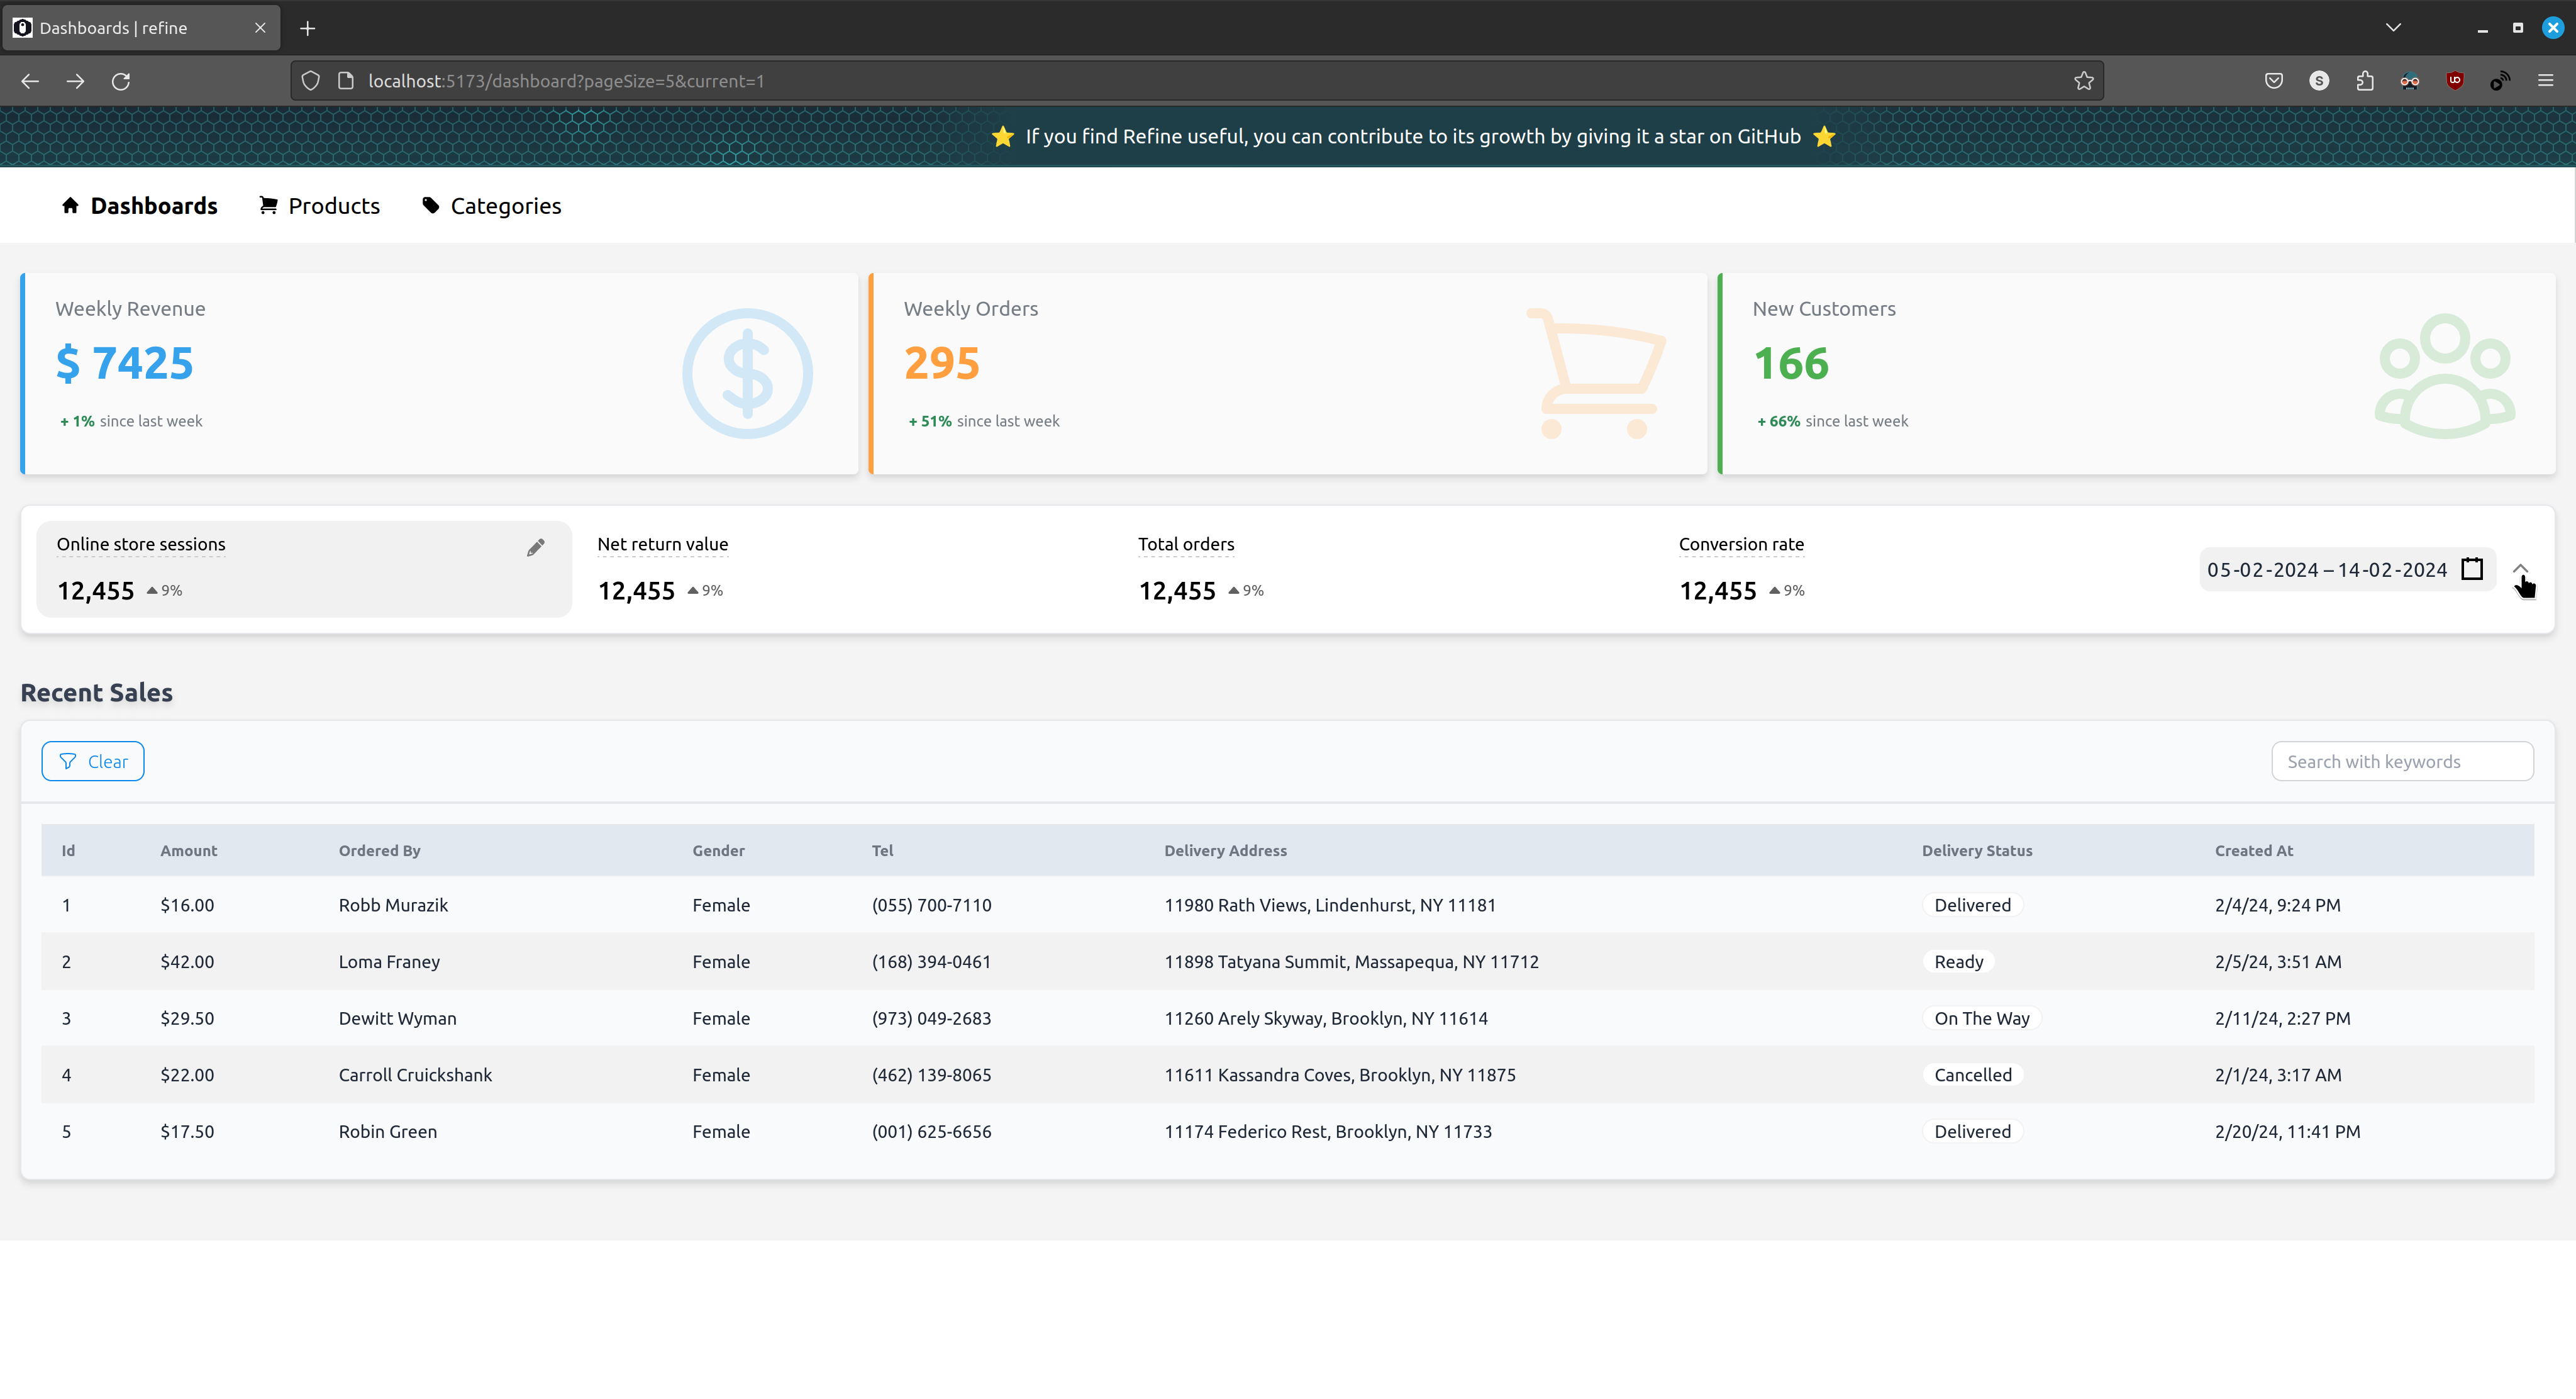 Dashboards | refine
localhost:5173/dashboard?pageSize=5&current=1
S
⭐ If you find Refine useful, you can contribute to its growth by giving it a star on GitHub ⭐
Dashboards Products Categories
Weekly Revenue
$ 7425
+ 1% since last week
Weekly Orders
295
+ 51% since last week
New Customers
166
+ 66% since last week
Online store sessions
12,455 9%
Net return value
12,455 9%
Total orders
12,455 9%
Conversion rate
12,455 9%
05-02-2024 – 14-02-2024
Recent Sales
Clear
Search with keywords
Id Amount Ordered By Gender Tel Delivery Address Delivery Status Created At
1 $16.00 Robb Murazik Female (055) 700-7110 11980 Rath Views, Lindenhurst, NY 11181 Delivered 2/4/24, 9:24 PM
2 $42.00 Loma Franey Female (168) 394-0461 11898 Tatyana Summit, Massapequa, NY 11712 Ready 2/5/24, 3:51 AM
3 $29.50 Dewitt Wyman Female (973) 049-2683 11260 Arely Skyway, Brooklyn, NY 11614 On The Way 2/11/24, 2:27 PM
4 $22.00 Carroll Cruickshank Female (462) 139-8065 11611 Kassandra Coves, Brooklyn, NY 11875 Cancelled 2/1/24, 3:17 AM
5 $17.50 Robin Green Female (001) 625-6656 11174 Federico Rest, Brooklyn, NY 11733 Delivered 2/20/24, 11:41 PM